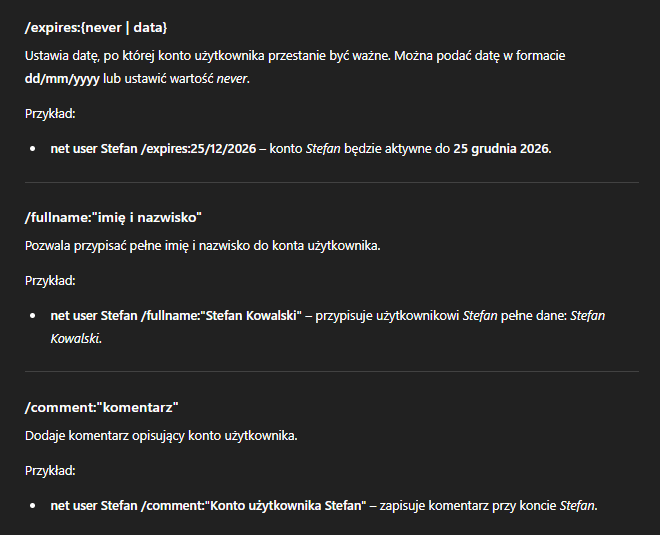 /expires:{never | data}
Ustawia datę, po której konto użytkownika przestanie być ważne. Można podać datę w formacie
dd/mm/yyyy lub ustawić wartość never.
Przykład:
• net user Stefan /expires:25/12/2026 – konto Stefan będzie aktywne do 25 grudnia 2026.
/fullname:"imię i nazwisko"
Pozwala przypisać pełne imię i nazwisko do konta użytkownika.
Przykład:
• net user Stefan /fullname:"Stefan Kowalski" – przypisuje użytkownikowi Stefan pełne dane: Stefan
Kowalski.
/comment:"komentarz"
Dodaje komentarz opisujący konto użytkownika.
Przykład:
• net user Stefan /comment:"Konto użytkownika Stefan" – zapisuje komentarz przy koncie Stefan.